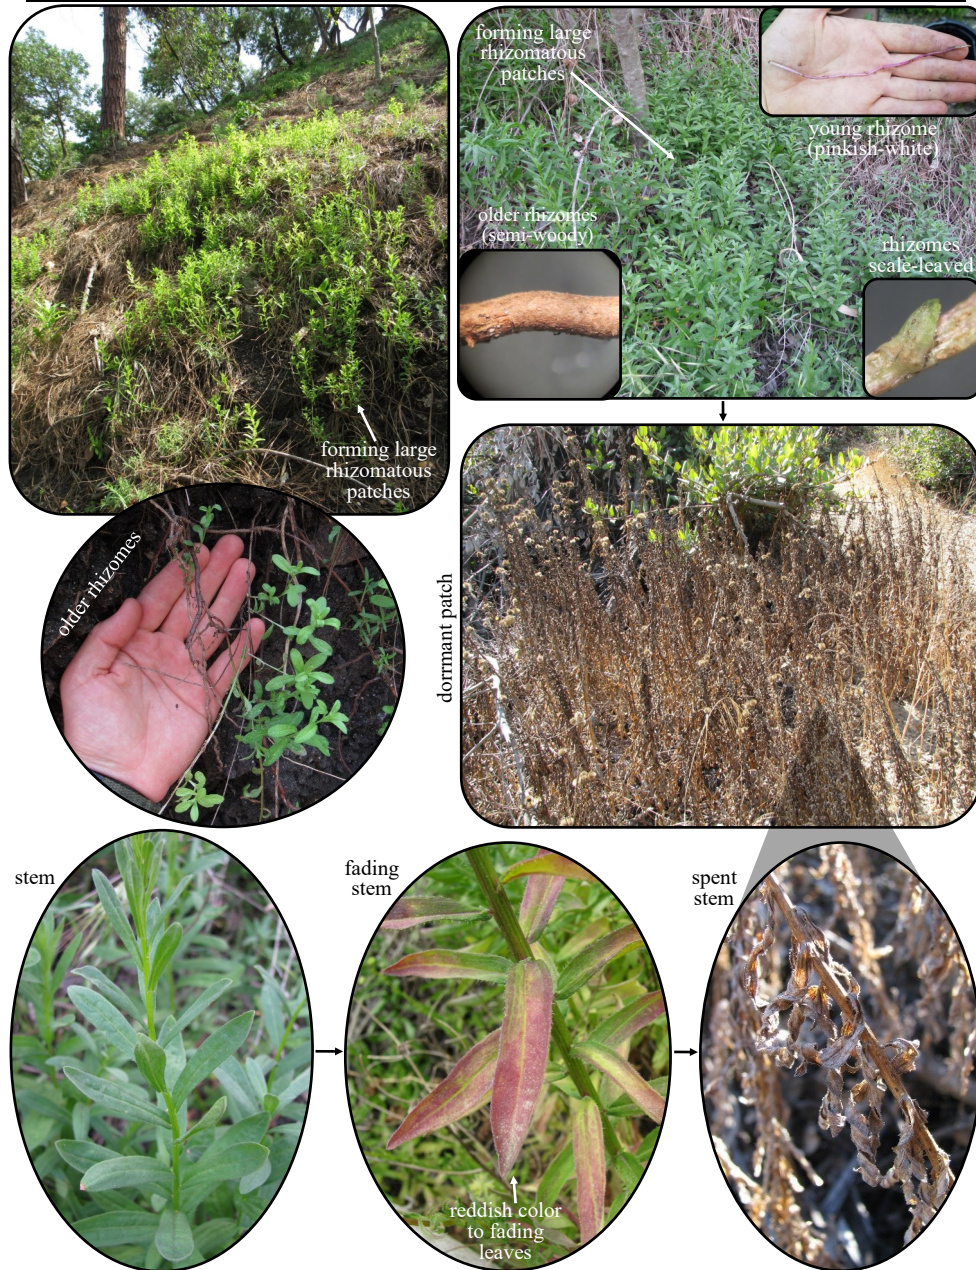 forming large
rhizomatous
patches
forming large
rhizomatous
patches
young rhizome
(pinkish-white)
older rhizomes
(semi-woody)
rhizomes
scale-leaved
older rhizomes
dorrmant patch
stem
fading
stem
spent
stem
reddish color
to fading
leaves